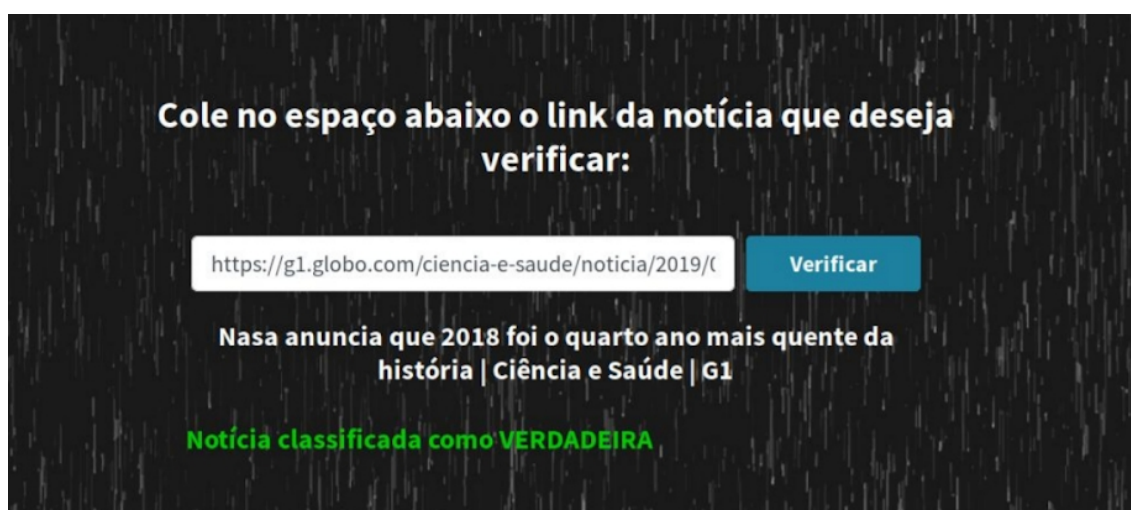 Cole no espaço abaixo o link da notícia que deseja
verificar:
https://g1.globo.com/ciencia-e-saude/noticia/2019/0
Verificar
Nasa anuncia que 2018 foi o quarto ano mais quente da
história | Ciência e Saúde | G1
Notícia classificada como VERDADEIRA